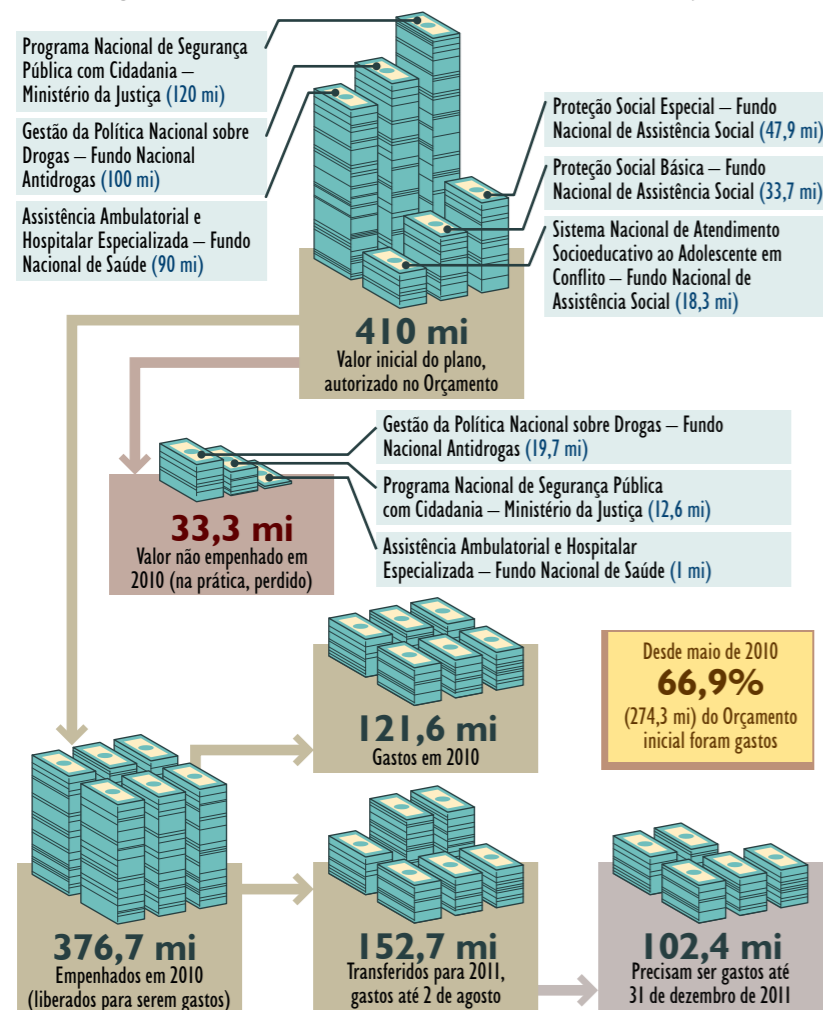 Programa Nacional de Segurança
Pública com Cidadania –
Ministério da Justiça (120 mi)
Gestão da Política Nacional sobre
Drogas – Fundo Nacional
Antidrogas (100 mi)
Assistência Ambulatorial e
Hospitalar Especializada – Fundo
Nacional de Saúde (90 mi)
Proteção Social Especial – Fundo
Nacional de Assistência Social (47,9 mi)
Proteção Social Básica – Fundo
Nacional de Assistência Social (33,7 mi)
Sistema Nacional de Atendimento
Socioeducativo ao Adolescente em
Conflito – Fundo Nacional de
Assistência Social (18,3 mi)
410 mi
Valor inicial do plano,
autorizado no Orçamento
Gestão da Política Nacional sobre Drogas – Fundo
Nacional Antidrogas (19,7 mi)
Programa Nacional de Segurança Pública
com Cidadania – Ministério da Justiça (12,6 mi)
Assistência Ambulatorial e Hospitalar
Especializada – Fundo Nacional de Saúde (1 mi)
33,3 mi
Valor não empenhado em
2010 (na prática, perdido)
121,6 mi
Gastos em 2010
Desde maio de 2010
66,9%
(274,3 mi) do Orçamento
inicial foram gastos
376,7 mi
Empenhados em 2010
(liberados para serem gastos)
152,7 mi
Transferidos para 2011,
gastos até 2 de agosto
102,4 mi
Precisam ser gastos até
31 de dezembro de 2011